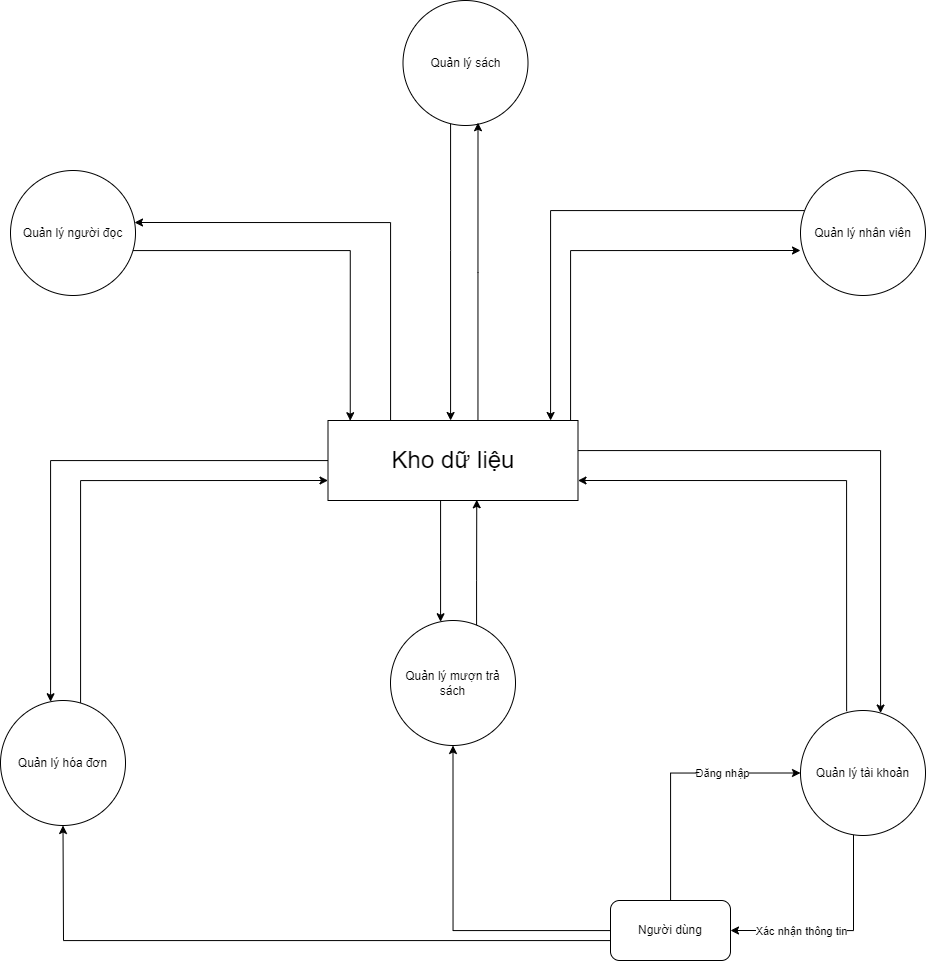 Quản lý sách
Quản lý người đọc
Quản lý nhân viên
Kho dữ liệu
Quản lý mượn trả
sách
Quản lý hóa đơn
Đăng nhập
Quản lý tài khoản
Người dùng
Xác nhận thông tin